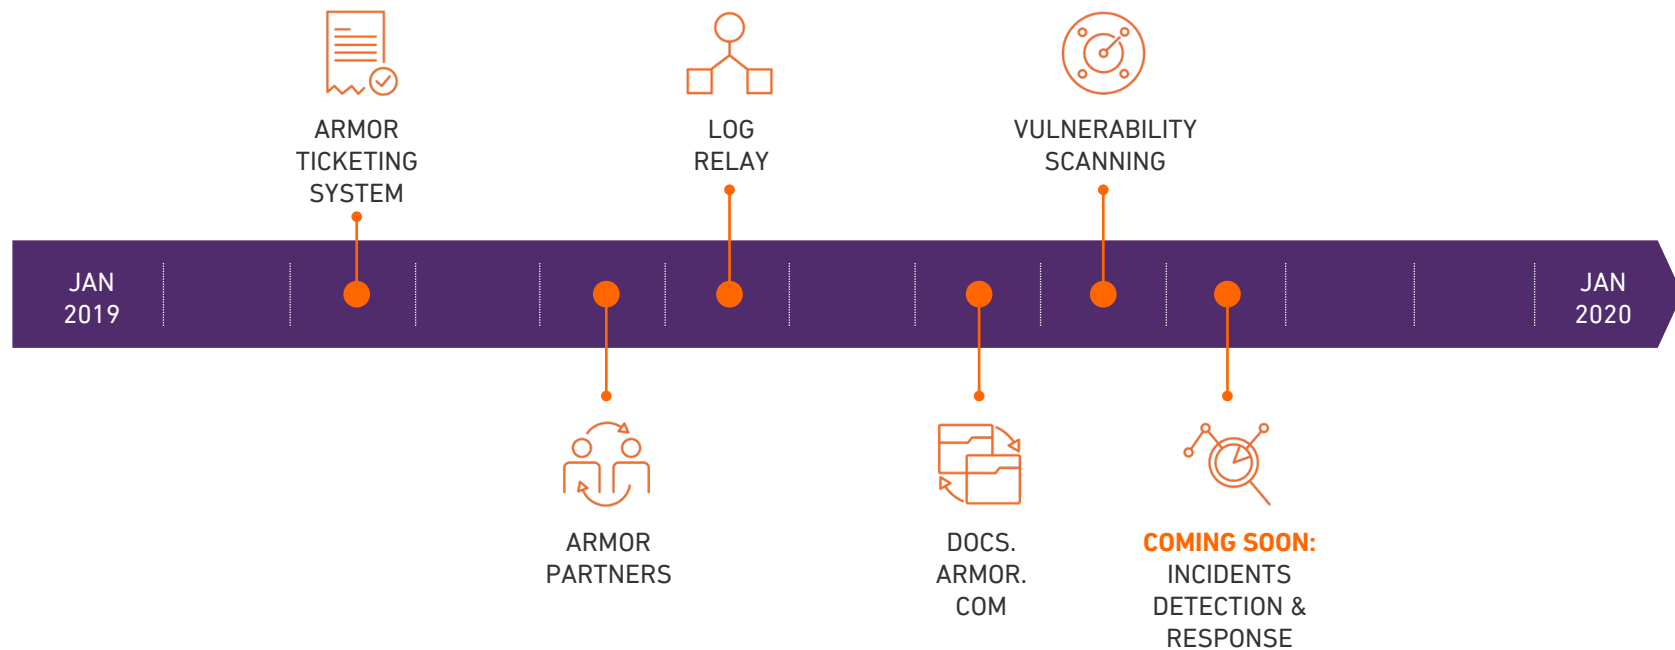 ARMOR
TICKETING
SYSTEM
LOG
RELAY
VULNERABILITY
SCANNING
JAN
2019
JAN
2020
ARMOR
PARTNERS
DOCS.
ARMOR.
COM
COMING SOON:
INCIDENTS
DETECTION &
RESPONSE